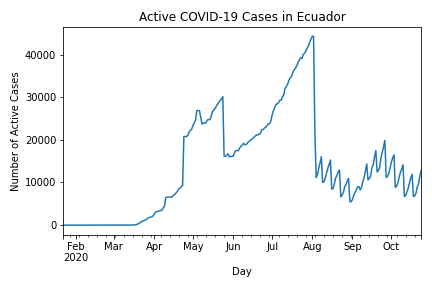 Active COVID-19 Cases in Ecuador
Number of Active Cases
40000
30000
20000
10000
0
Feb Mar Apr May Jun Jul Aug Sep Oct
2020
Day